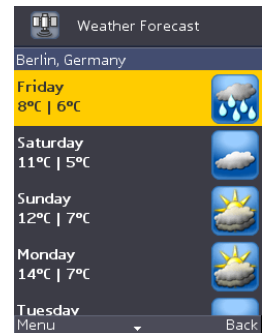 Weather Forecast
Berlin, Germany
Friday
8ºC | 6ºC
Saturday
11ºC | 5ºC
Sunday
12ºC | 7ºC
Monday
14ºC | 7ºC
Tuesday
Menu Back